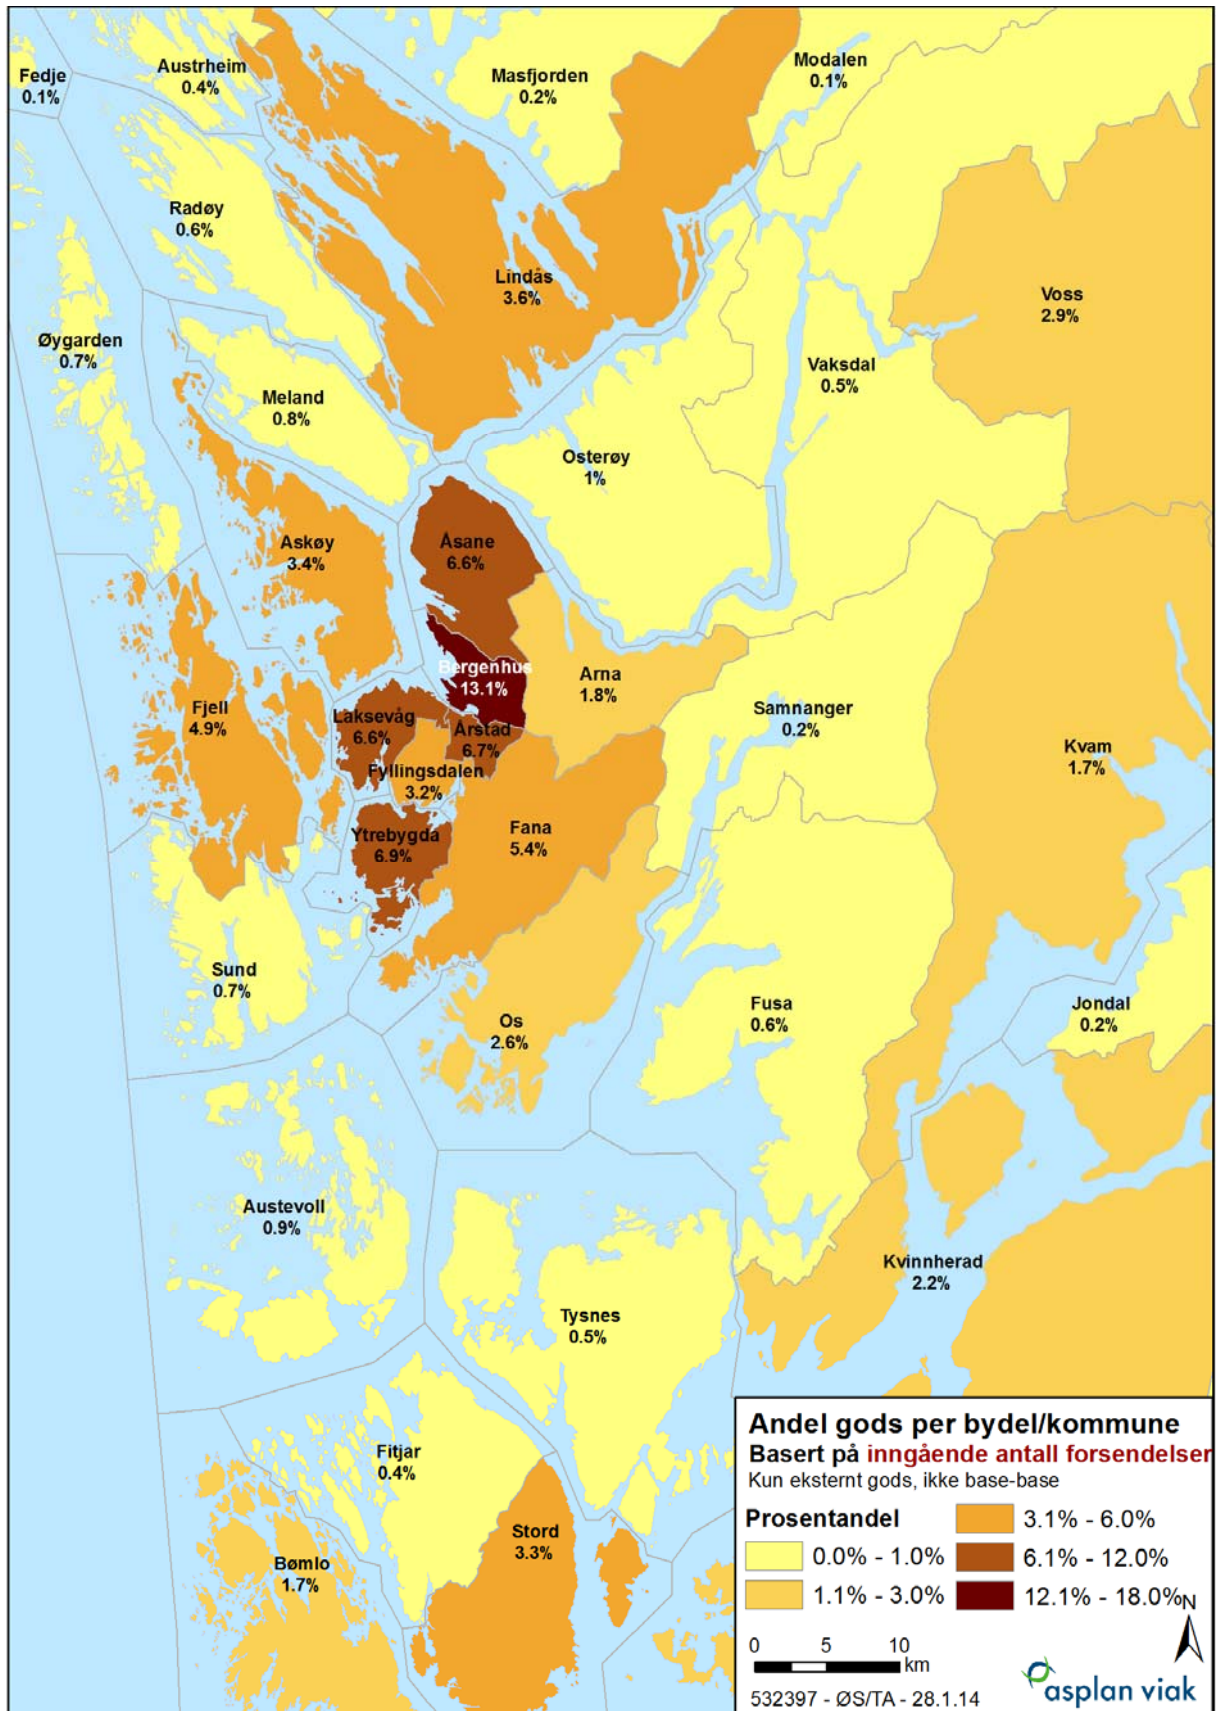 Fedje
0.1%
Austrheim
0.4%
Masfjorden
0.2%
Modalen
0.1%
Radøy
0.6%
Lindås
3.6%
Voss
2.9%
Øygarden
0.7%
Meland
0.8%
Vaksdal
0.5%
Osterøy
1%
Askøy
3.4%
Åsane
6.6%
Bergenhus
13.1%
Arna
1.8%
Samnanger
0.2%
Fjell
4.9%
Laksevåg
6.6%
Årstad
6.7%
Kvam
1.7%
Fyllingsdalen
3.2%
Ytrebygda
6.9%
Fana
5.4%
Sund
0.7%
Os
2.6%
Fusa
0.6%
Jondal
0.2%
Austevoll
0.9%
Kvinnherad
2.2%
Tysnes
0.5%
Fitjar
0.4%
Stord
3.3%
Bømlo
1.7%
Andel gods per bydel/kommune
Basert på inngående antall forsendelser
Kun eksternt gods, ikke base-base
Prosentandel
0.0% - 1.0%
1.1% - 3.0%
3.1% - 6.0%
6.1% - 12.0%
12.1% - 18.0%
N
0 5 10
km
532397 - ØS/TA - 28.1.14
asplan viak